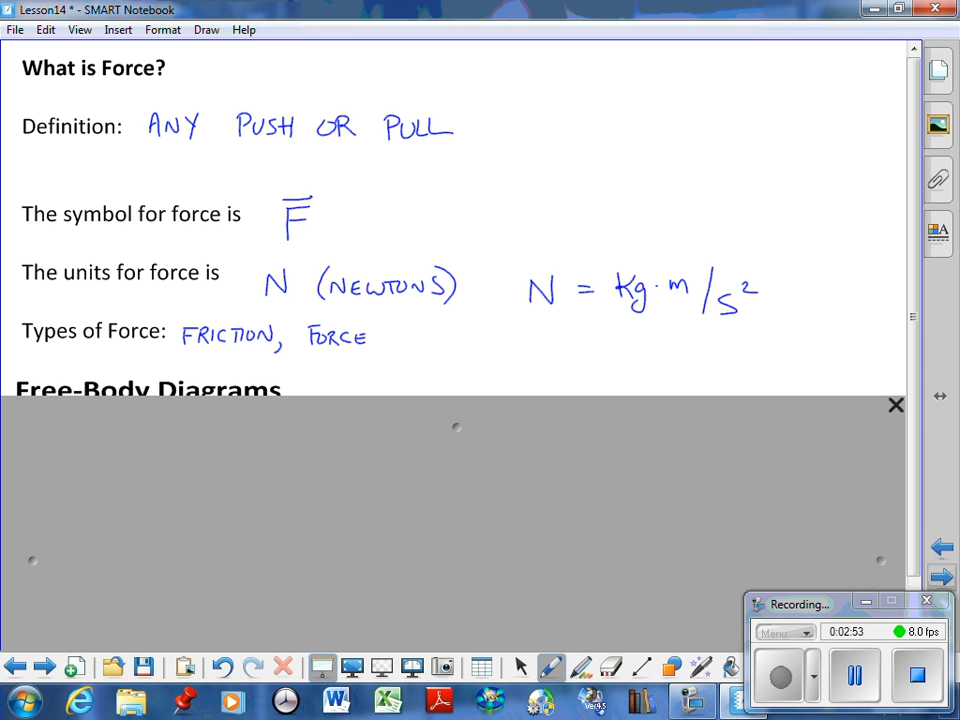 Lesson14 * - SMART Notebook
File Edit View Insert Format Draw Help
What is Force?
Definition: ANY PUSH OR PULL
The symbol for force is F
The units for force is N (NEWTONS) N = Kg·m/s²
Types of Force: FRICTION, FORCE
Free-Body Diagrams
Recording...
Menu 0:02:53 8.0 fps
Ver4.5